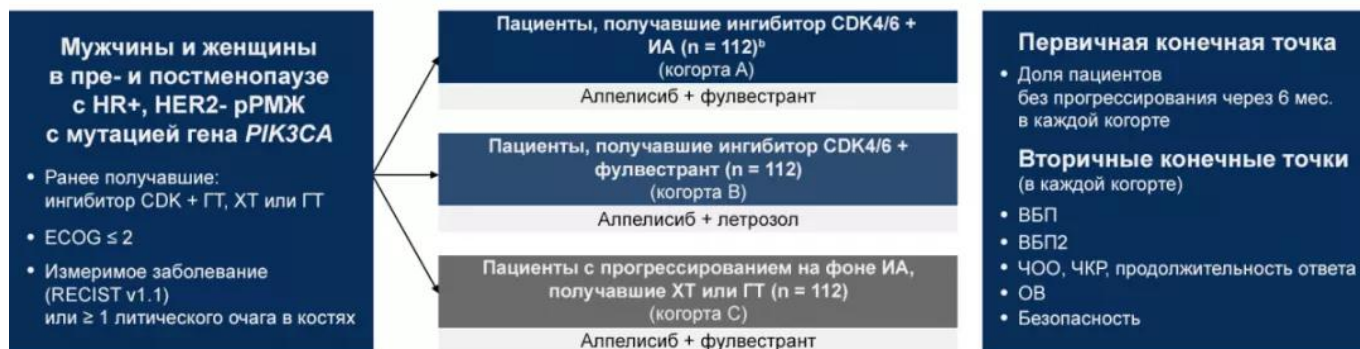 Мужчины и женщины
в пре- и постменопаузе
с HR+, HER2- рРМЖ
с мутацией гена PIK3CA
• Ранее получавшие:
ингибитор CDK + ГТ, ХТ или ГТ
• ECOG ≤ 2
• Измеримое заболевание
(RECIST v1.1)
или ≥ 1 литического очага в костях
Пациенты, получавшие ингибитор CDK4/6 +
ИА (n = 112)ᵇ
(когорта А)
Алпелисиб + фулвестрант
Пациенты, получавшие ингибитор CDK4/6 +
фулвестрант (n = 112)
(когорта В)
Алпелисиб + летрозол
Пациенты с прогрессированием на фоне ИА,
получавшие ХТ или ГТ (n = 112)
(когорта С)
Алпелисиб + фулвестрант
Первичная конечная точка
• Доля пациентов
без прогрессирования через 6 мес.
в каждой когорте
Вторичные конечные точки
(в каждой когорте)
• ВБП
• ВБП2
• ЧОО, ЧКР, продолжительность ответа
• ОВ
• Безопасность